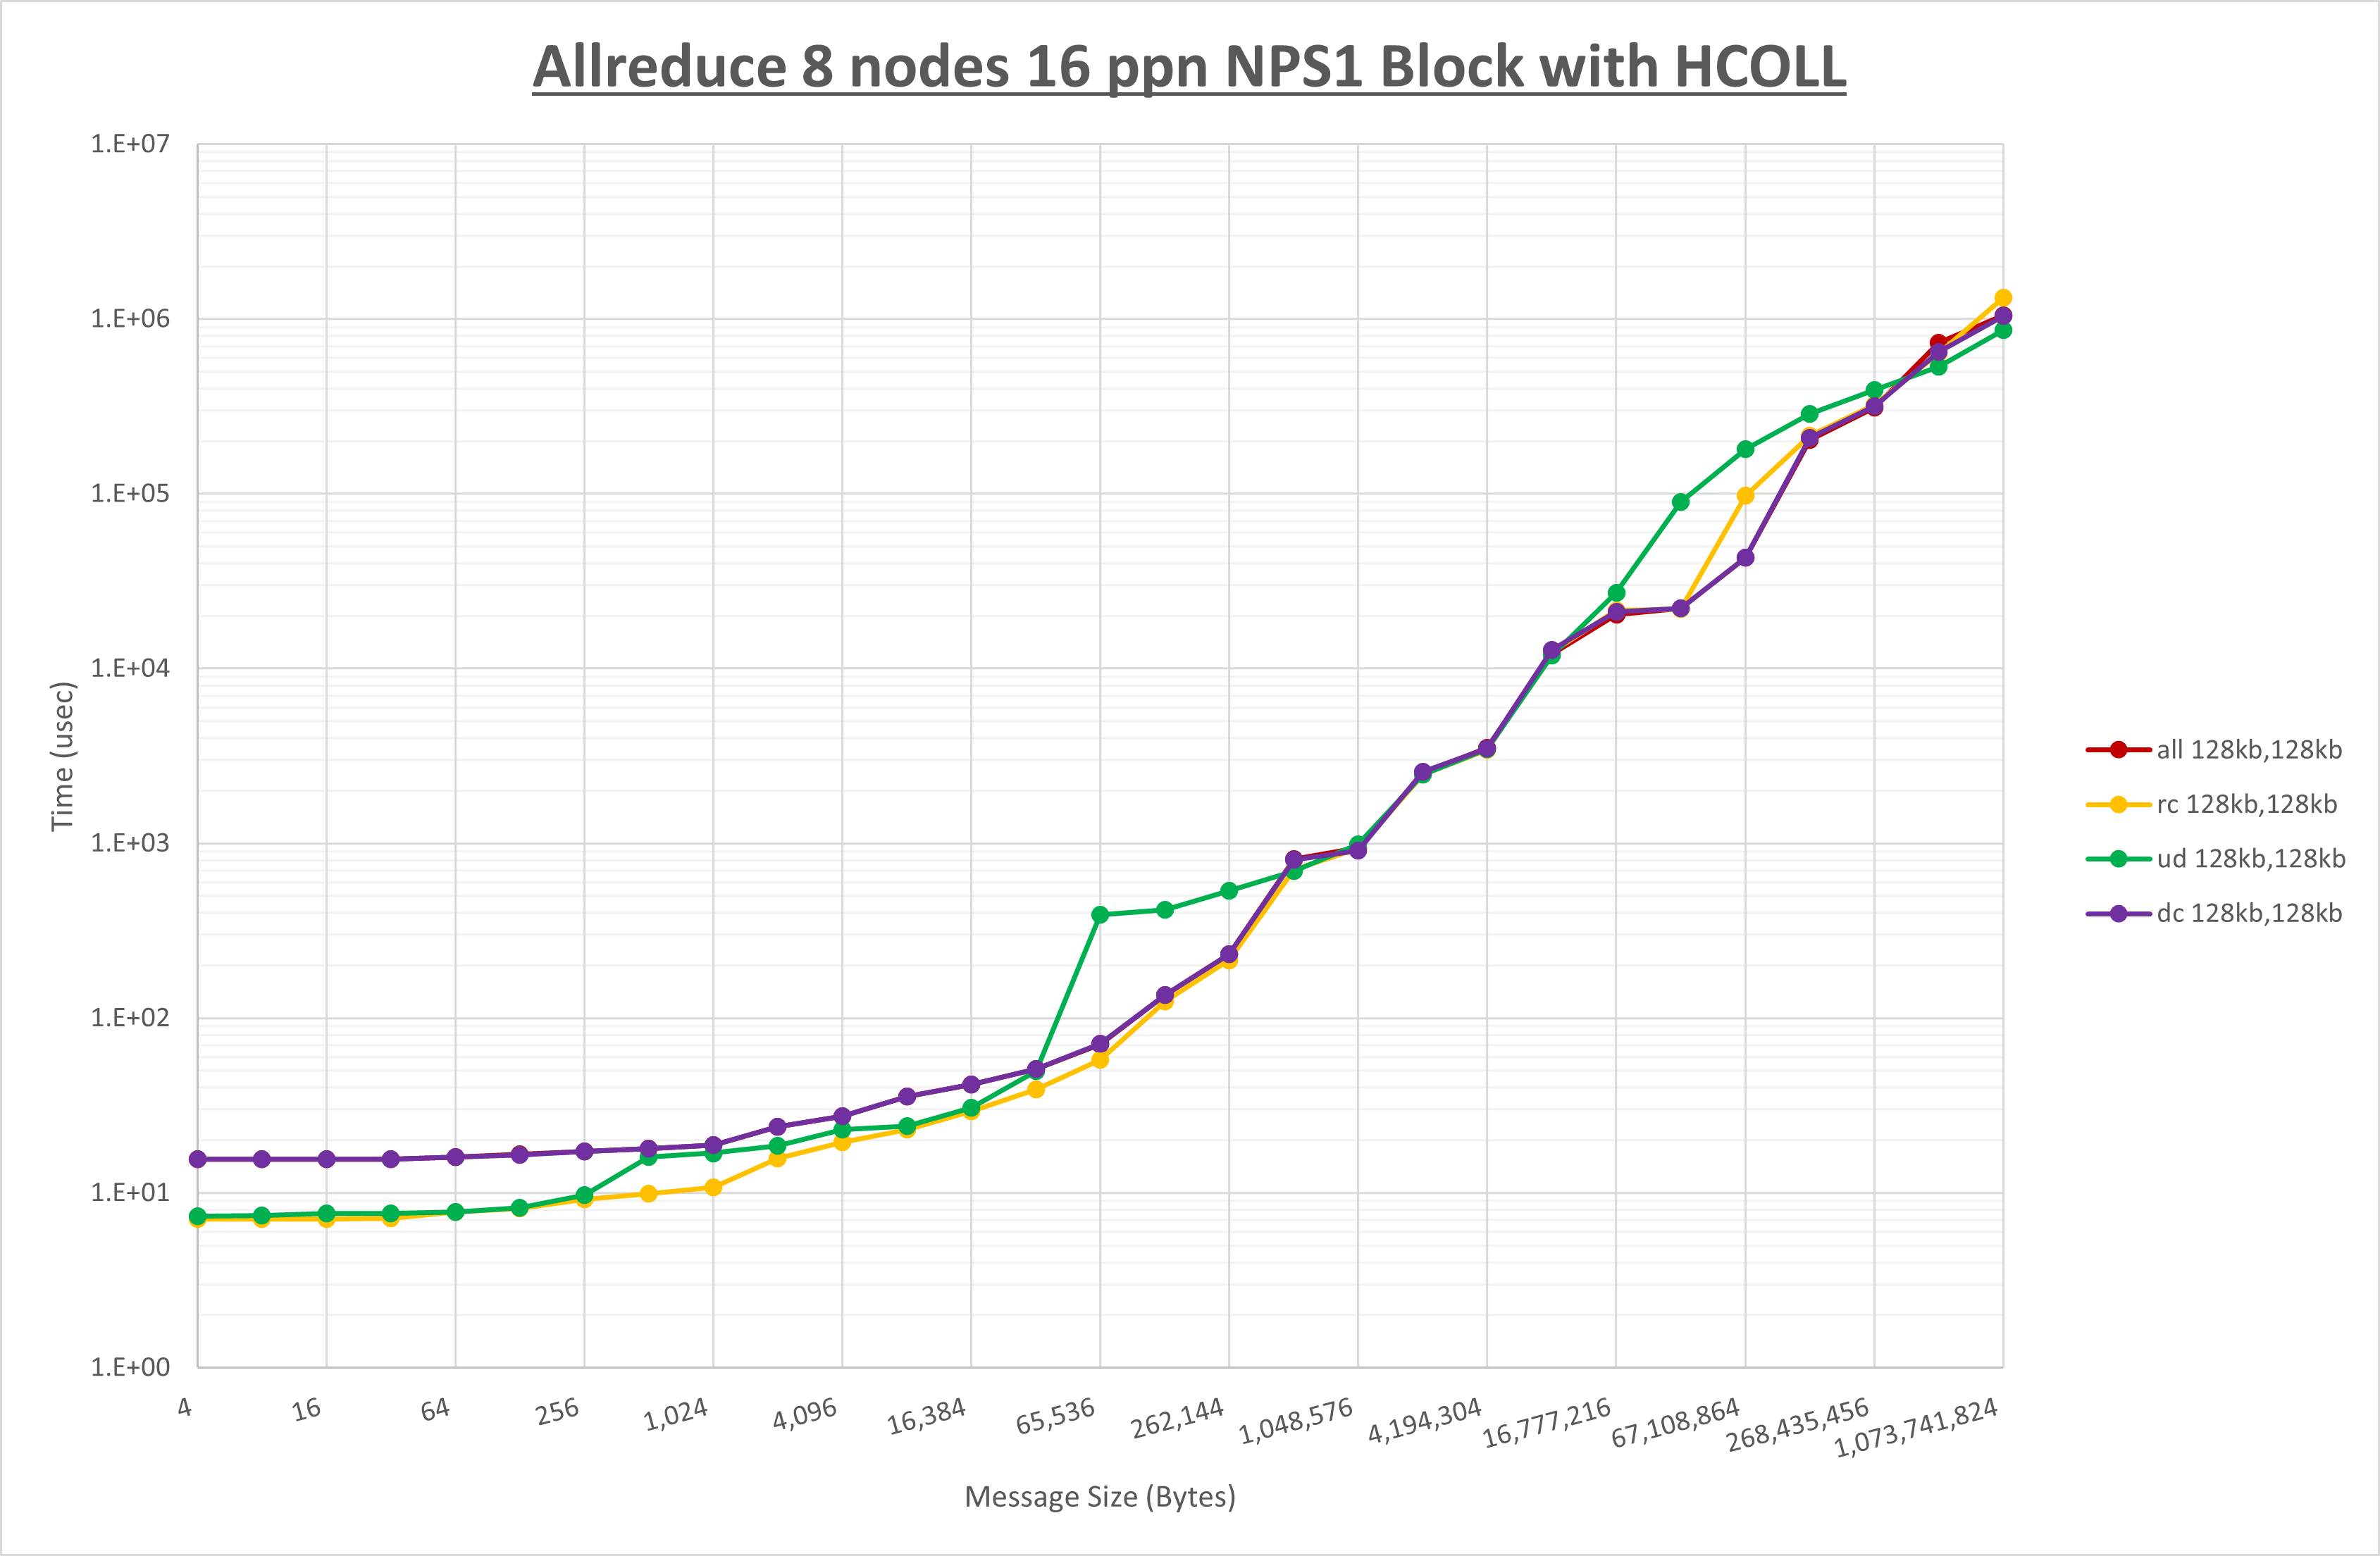 Allreduce 8 nodes 16 ppn NPS1 Block with HCOLL
1.E+07
1.E+06
1.E+05
1.E+04
1.E+03
1.E+02
1.E+01
1.E+00
Time (usec)
4
16
64
256
1,024
4,096
16,384
65,536
262,144
1,048,576
4,194,304
16,777,216
67,108,864
268,435,456
1,073,741,824
Message Size (Bytes)
all 128kb,128kb
rc 128kb,128kb
ud 128kb,128kb
dc 128kb,128kb